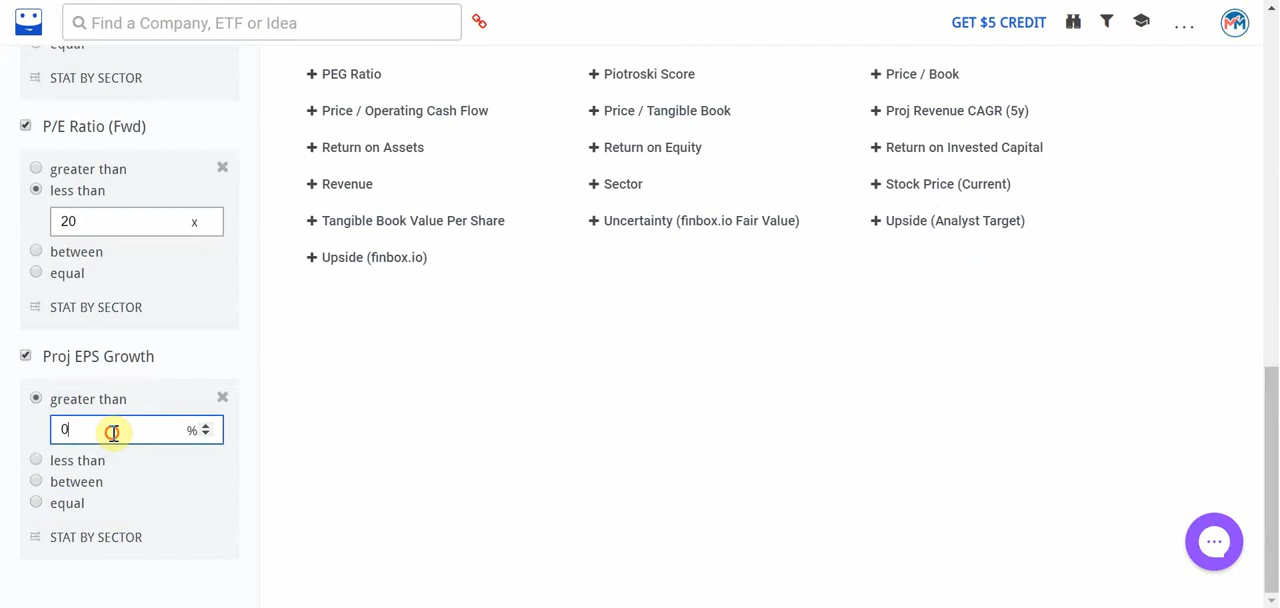 Find a Company, ETF or Idea
GET $5 CREDIT
...
MM
equal
STAT BY SECTOR
P/E Ratio (Fwd)
greater than
less than
20 x
between
equal
STAT BY SECTOR
Proj EPS Growth
greater than
0 %
less than
between
equal
STAT BY SECTOR
PEG Ratio Piotroski Score Price / Book
Price / Operating Cash Flow Price / Tangible Book Proj Revenue CAGR (5y)
Return on Assets Return on Equity Return on Invested Capital
Revenue Sector Stock Price (Current)
Tangible Book Value Per Share Uncertainty (finbox.io Fair Value) Upside (Analyst Target)
Upside (finbox.io)